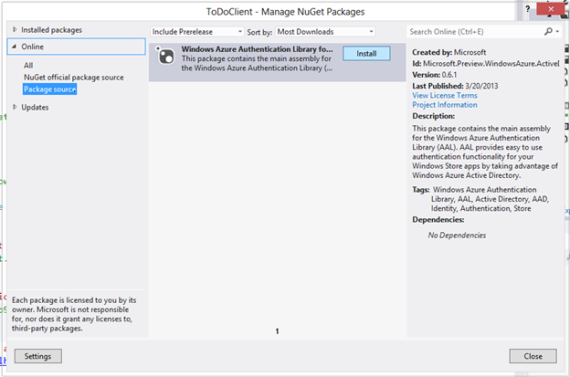 ToDoClient - Manage NuGet Packages
Installed packages
Online
All
NuGet official package source
Package source
Updates
Each package is licensed to you by its
owner. Microsoft is not responsible
for, nor does it grant any licenses to,
third-party packages.
Settings
Include Prerelease
Sort by: Most Downloads
Windows Azure Authentication Library fo...
This package contains the main assembly for
the Windows Azure Authentication Library (...
Install
1
Search Online (Ctrl+E)
Created by: Microsoft
Id: Microsoft.Preview.WindowsAzure.Activel
Version: 0.6.1
Last Published: 3/20/2013
View License Terms
Project Information
Description:
This package contains the main assembly
for the Windows Azure Authentication
Library (AAL). AAL provides easy to use
authentication functionality for your
Windows Store apps by taking advantage of
Windows Azure Active Directory.
Tags: Windows Azure Authentication
Library, AAL, Active Directory, AAD,
Identity, Authentication, Store
Dependencies:
No Dependencies
Close